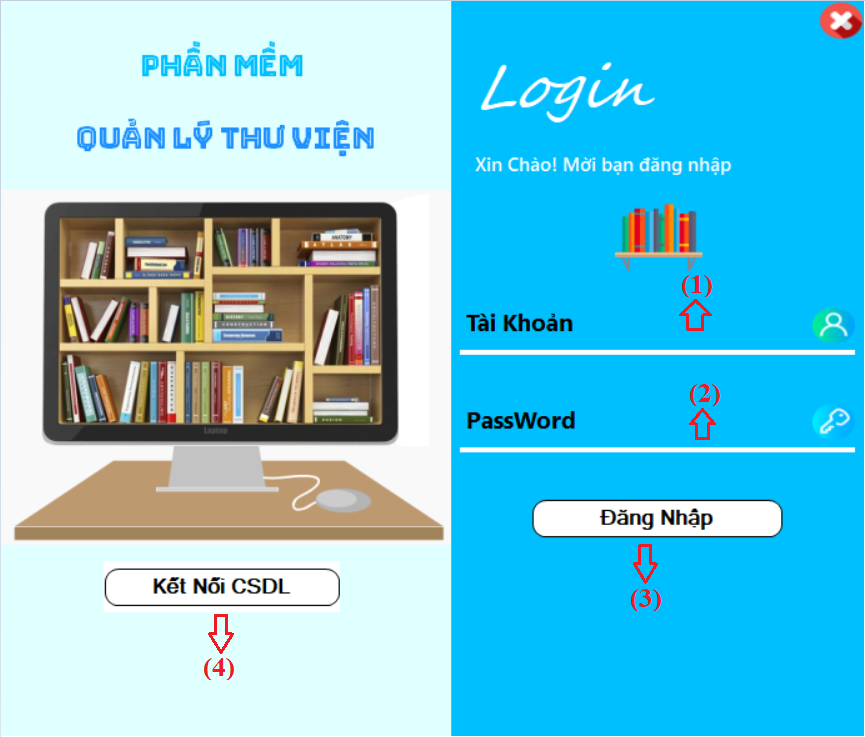 PHẦN MỀM
QUẢN LÝ THƯ VIỆN
Kết Nối CSDL
(4)
Login
Xin Chào! Mời bạn đăng nhập
(1)
Tài Khoản
(2)
PassWord
Đăng Nhập
(3)